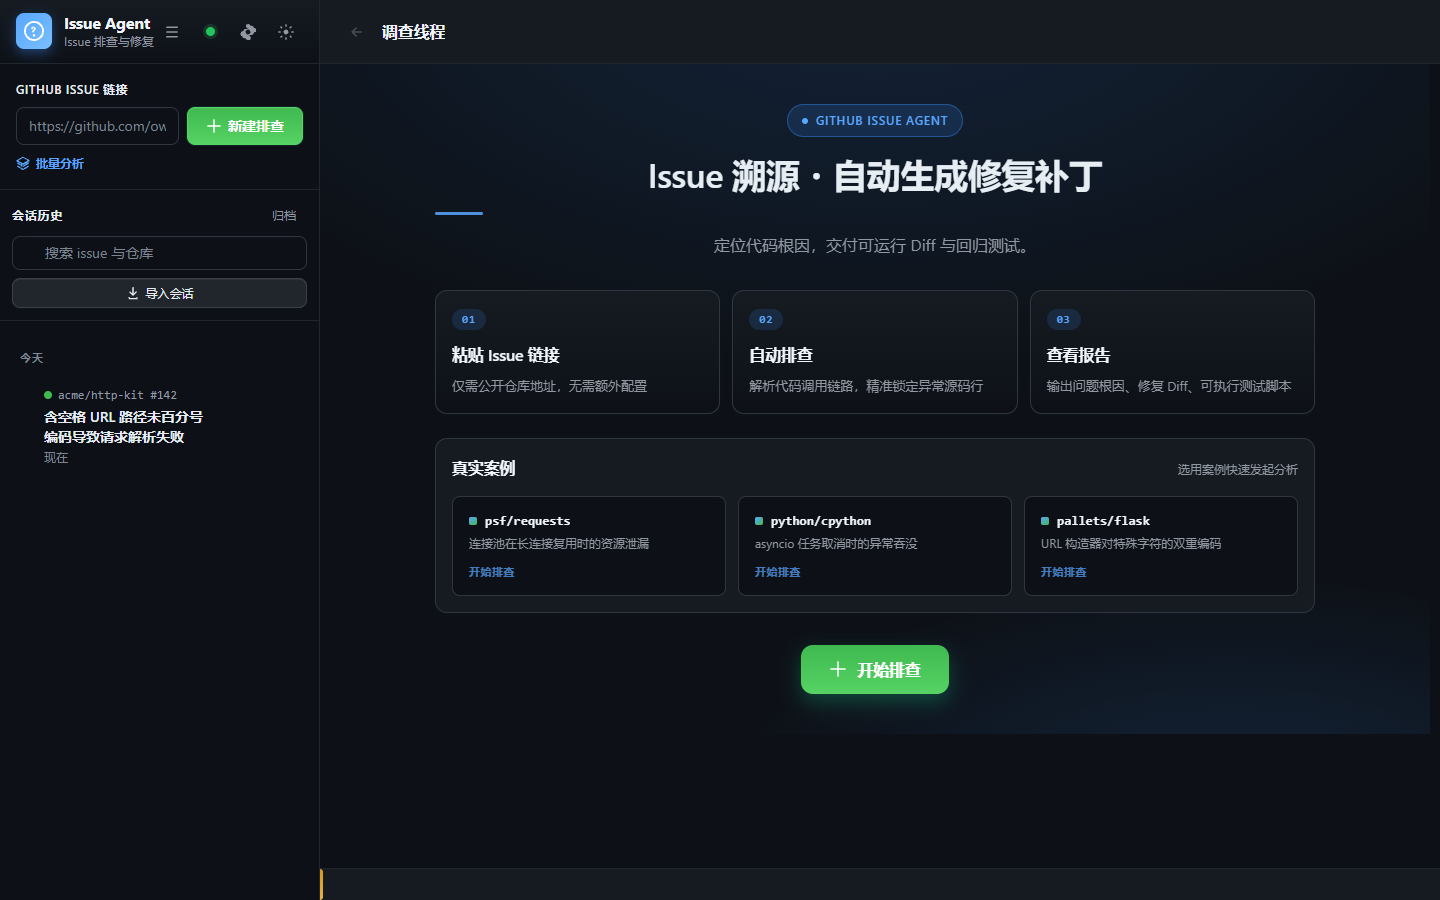 Issue Agent
Issue 排查与修复
GITHUB ISSUE 链接
https://github.com/ow
新建排查
批量分析
会话历史
归档
搜索 issue 与仓库
导入会话
今天
acme/http-kit #142
含空格 URL 路径未百分号
编码导致请求解析失败
现在
调查线程
GITHUB ISSUE AGENT
Issue 溯源 · 自动生成修复补丁
定位代码根因，交付可运行 Diff 与回归测试。
01
粘贴 Issue 链接
仅需公开仓库地址，无需额外配置
02
自动排查
解析代码调用链路，精准锁定异常源码行
03
查看报告
输出问题根因、修复 Diff、可执行测试脚本
真实案例
选用案例快速发起分析
psf/requests
连接池在长连接复用时的资源泄漏
开始排查
python/cpython
asyncio 任务取消时的异常吞没
开始排查
pallets/flask
URL 构造器对特殊字符的双重编码
开始排查
开始排查